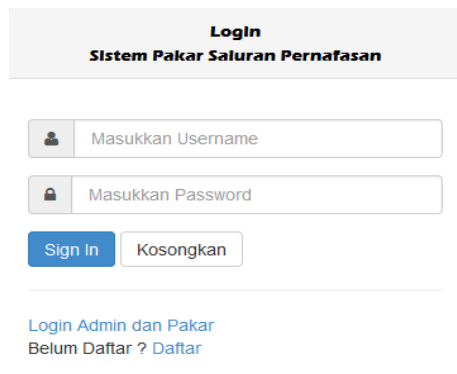 Login
Sistem Pakar Saluran Pernafasan
Masukkan Username
Masukkan Password
Sign In Kosongkan
Login Admin dan Pakar
Belum Daftar ? Daftar